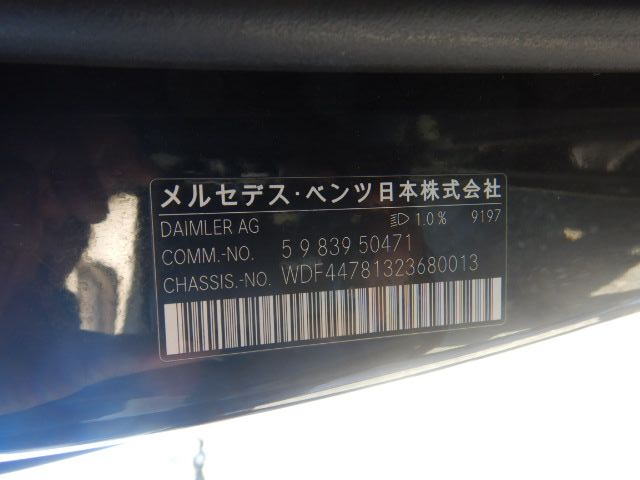 メルセデス・ベンツ日本株式会社
DAIMLER AG 1.0% 9197
COMM.-NO. 5 9 839 50471
CHASSIS.-NO. WDF44781323680013